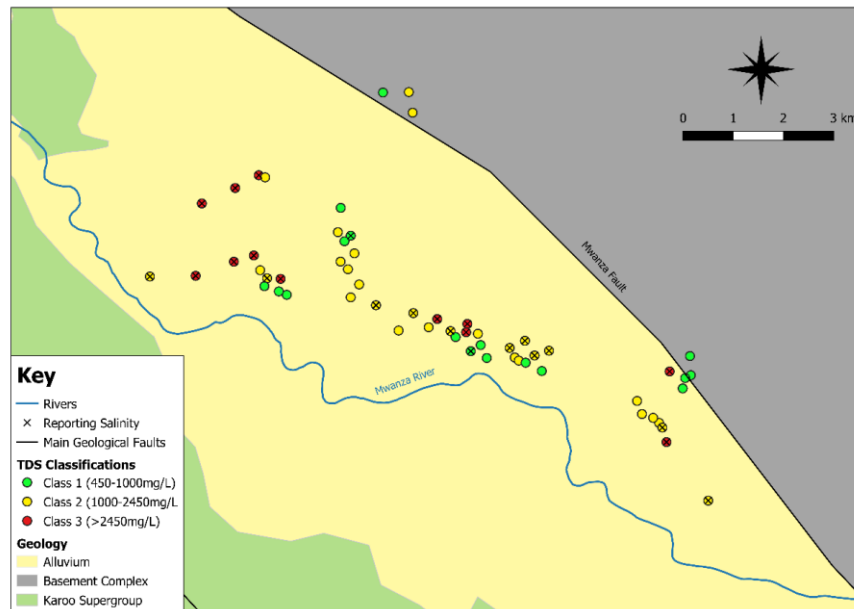 0 1 2 3 km
Mwanza Fault
Mwanza River
Key
Rivers
Reporting Salinity
Main Geological Faults
TDS Classifications
Class 1 (450-1000mg/L)
Class 2 (1000-2450mg/L
Class 3 (>2450mg/L)
Geology
Alluvium
Basement Complex
Karoo Supergroup